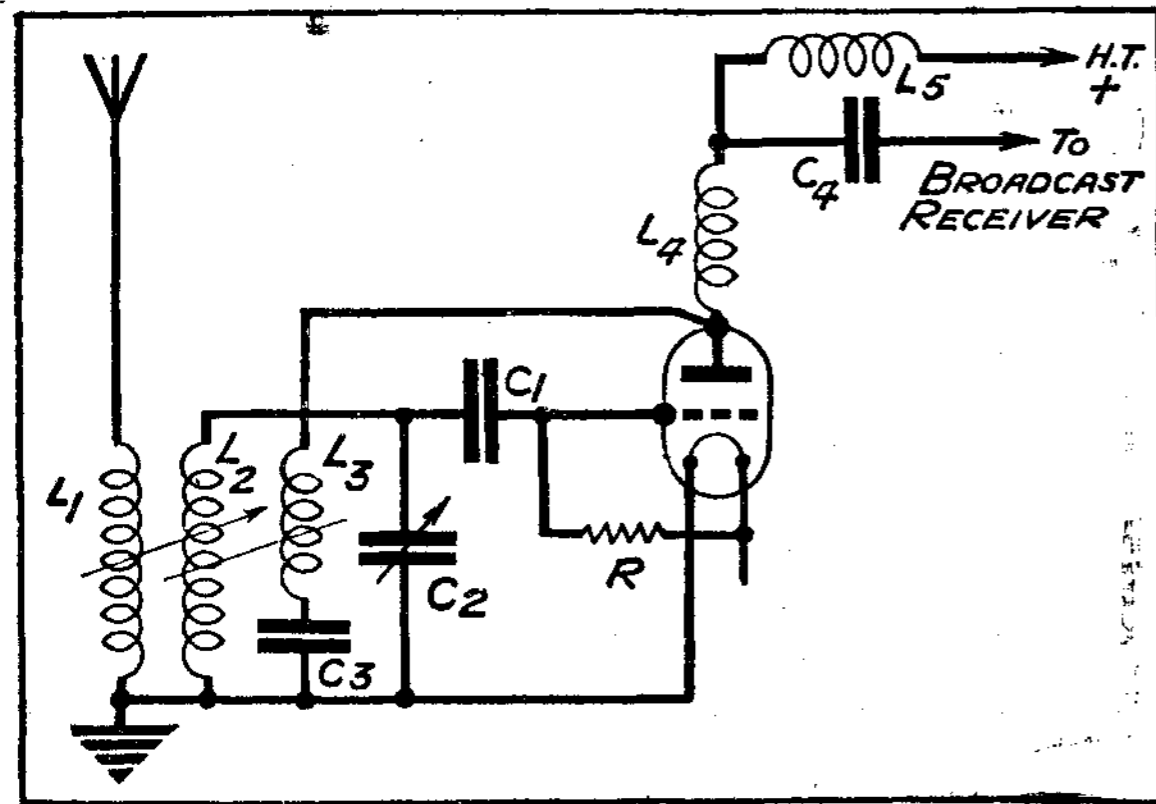 L5
H.T.
+
C4
To
BROADCAST
RECEIVER
L4
C1
L1
L2
L3
C2
R
C3